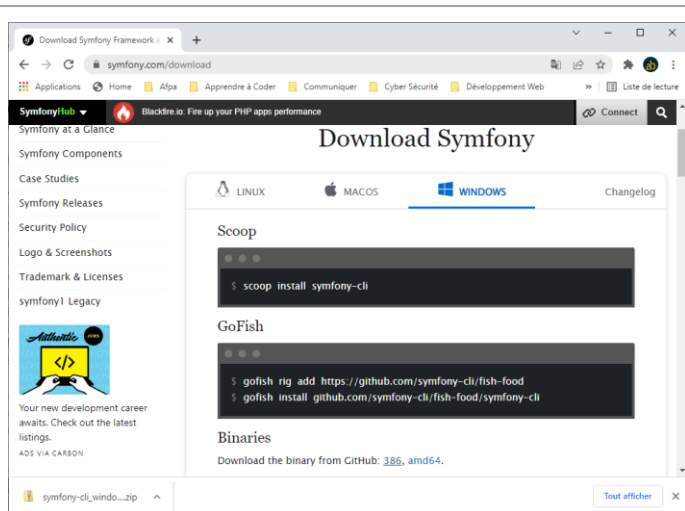 Download Symfony Framework
symfony.com/download
Applications
Home
Afpa
Apprendre à Coder
Communiquer
Cyber Sécurité
Développement Web
»
Liste de lecture
SymfonyHub
Blackfire.io: Fire up your PHP apps performance
Connect
Symfony at a Glance
Symfony Components
Case Studies
Symfony Releases
Security Policy
Logo & Screenshots
Trademark & Licenses
symfony1 Legacy
Authentic JOBS
</>
Your new development career
awaits. Check out the latest
listings.
ADS VIA CARBON
Download Symfony
LINUX
MACOS
WINDOWS
Changelog
Scoop
$ scoop install symfony-cli
GoFish
$ gofish rig add https://github.com/symfony-cli/fish-food
$ gofish install github.com/symfony-cli/fish-food/symfony-cli
Binaries
Download the binary from GitHub: 386, amd64.
symfony-cli_windo....zip
Tout afficher